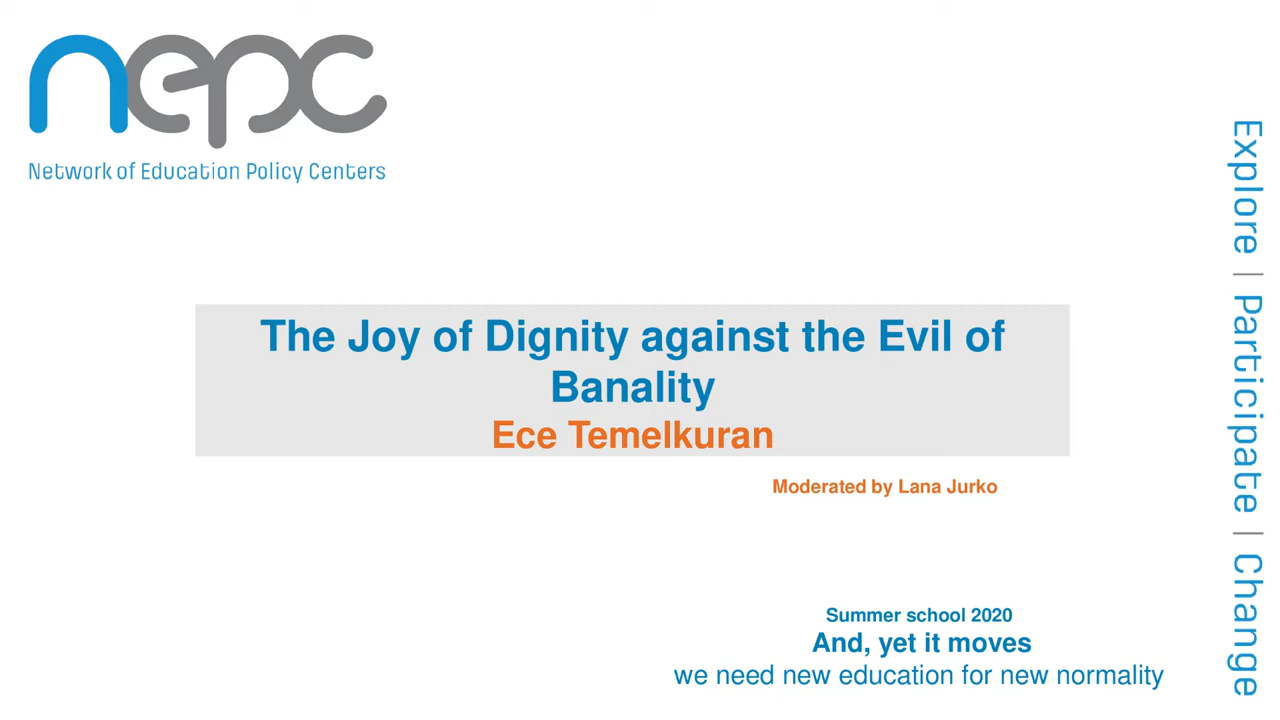 nepc
Network of Education Policy Centers
The Joy of Dignity against the Evil of
Banality
Ece Temelkuran
Moderated by Lana Jurko
Summer school 2020
And, yet it moves
we need new education for new normality
Explore | Participate | Change